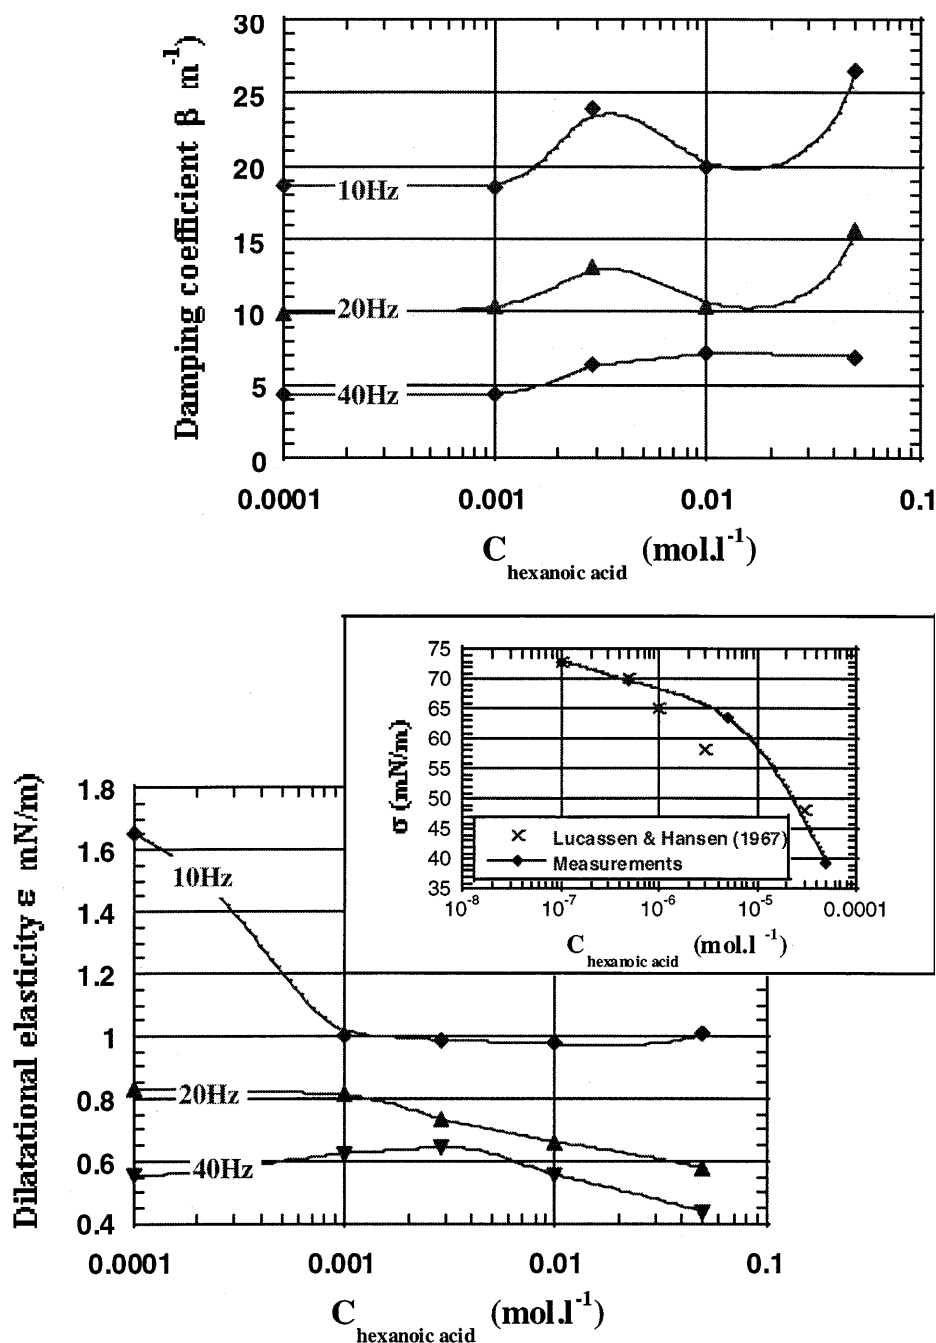 Damping coefficient β m-1
30
25
20
15
10
5
0
10Hz
20Hz
40Hz
0.0001 0.001 0.01 0.1
C hexanoic acid (mol.l-1)
σ (mN/m)
75
70
65
60
55
50
45
40
35
× Lucassen & Hansen (1967)
Measurements
10-8 10-7 10-6 10-5 0.0001
C hexanoic acid (mol.l -1)
Dilatational elasticity ε mN/m)
1.8
1.6
1.4
1.2
1
0.8
0.6
0.4
10Hz
20Hz
40Hz
0.0001 0.001 0.01 0.1
C hexanoic acid (mol.l-1)